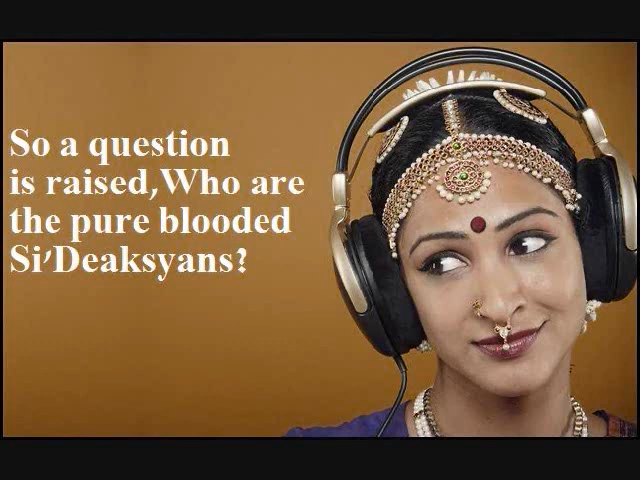 So a question
is raised,Who are
the pure blooded
Si'Deaksyans?